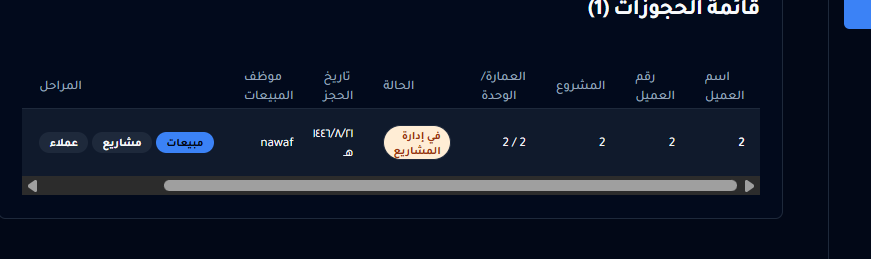 قائمة الحجوزات (1)
اسم العميل
رقم العميل
المشروع
العمارة/ الوحدة
الحالة
تاريخ الحجز
موظف المبيعات
المراحل
2
2
2
2 / 2
في إدارة المشاريع
١٤٤٦/٨/٢١ هـ
nawaf
مبيعات
مشاريع
عملاء